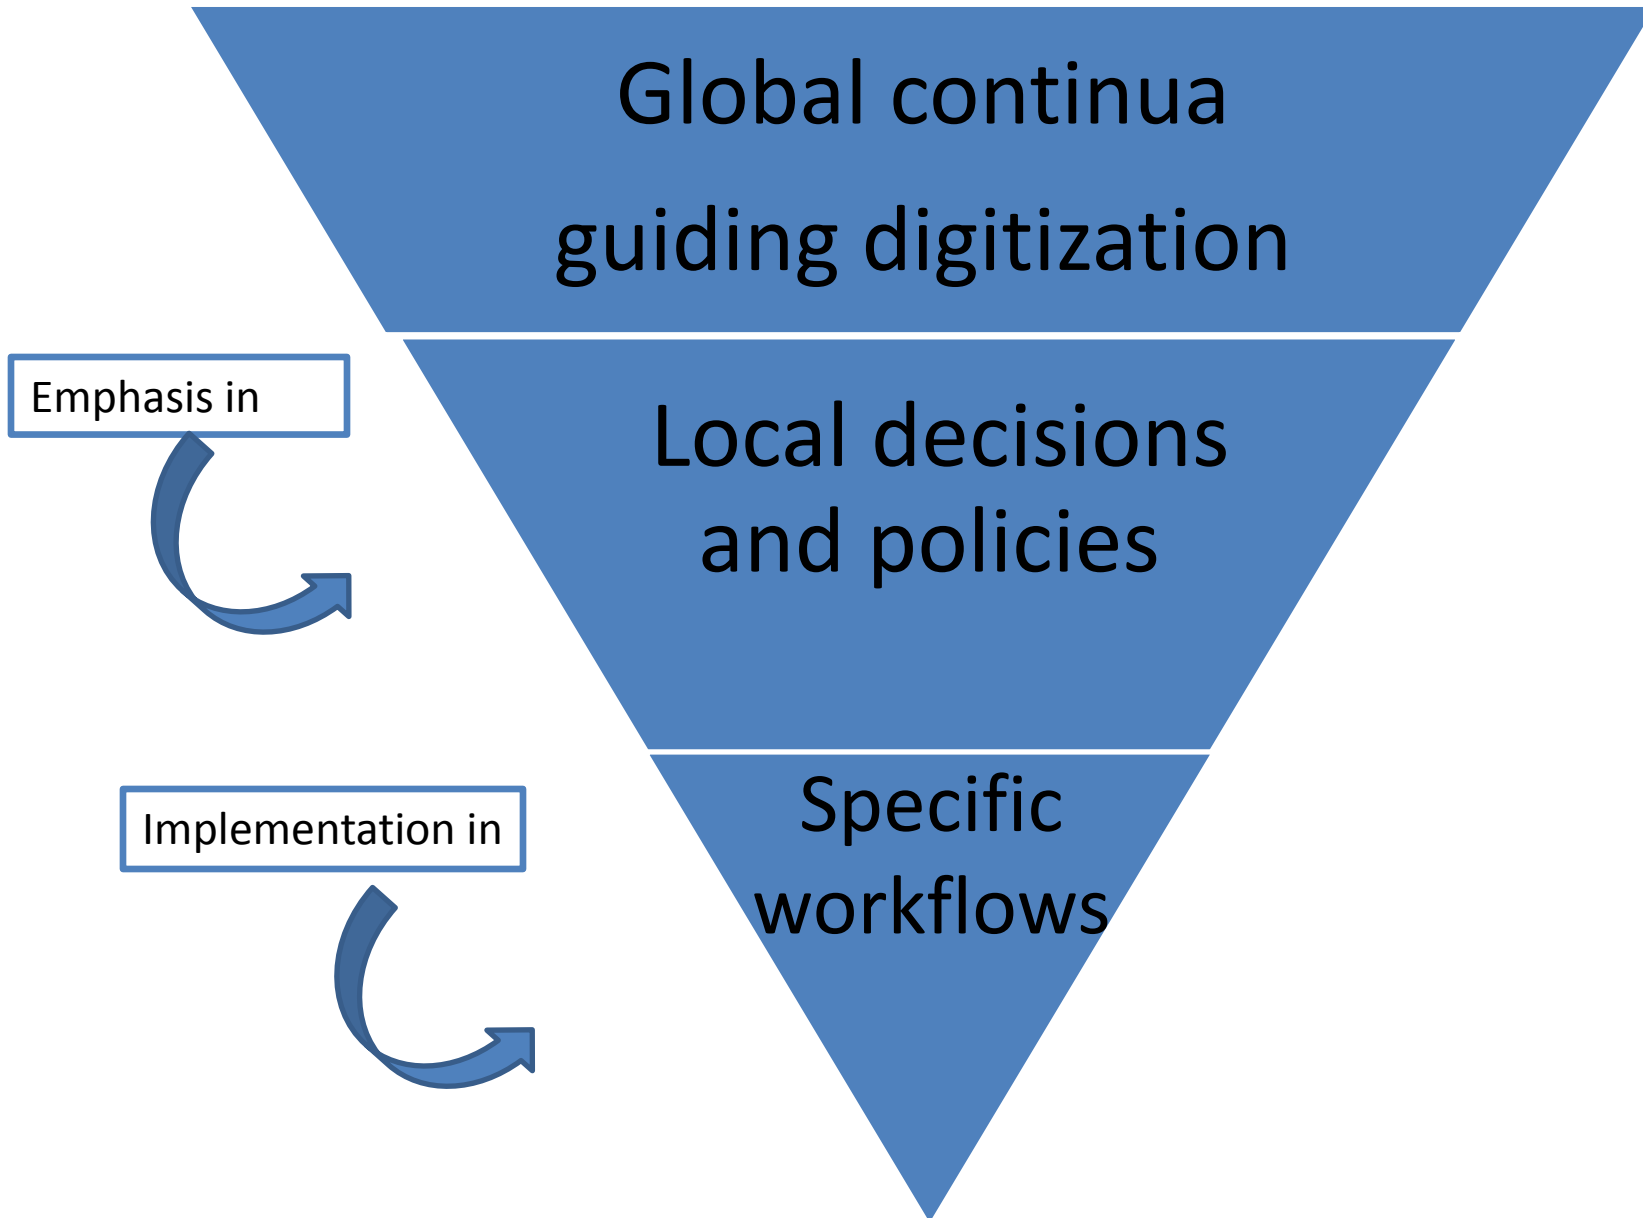 Global continua
guiding digitization
Emphasis in
Local decisions
and policies
Implementation in
Specific
workflows